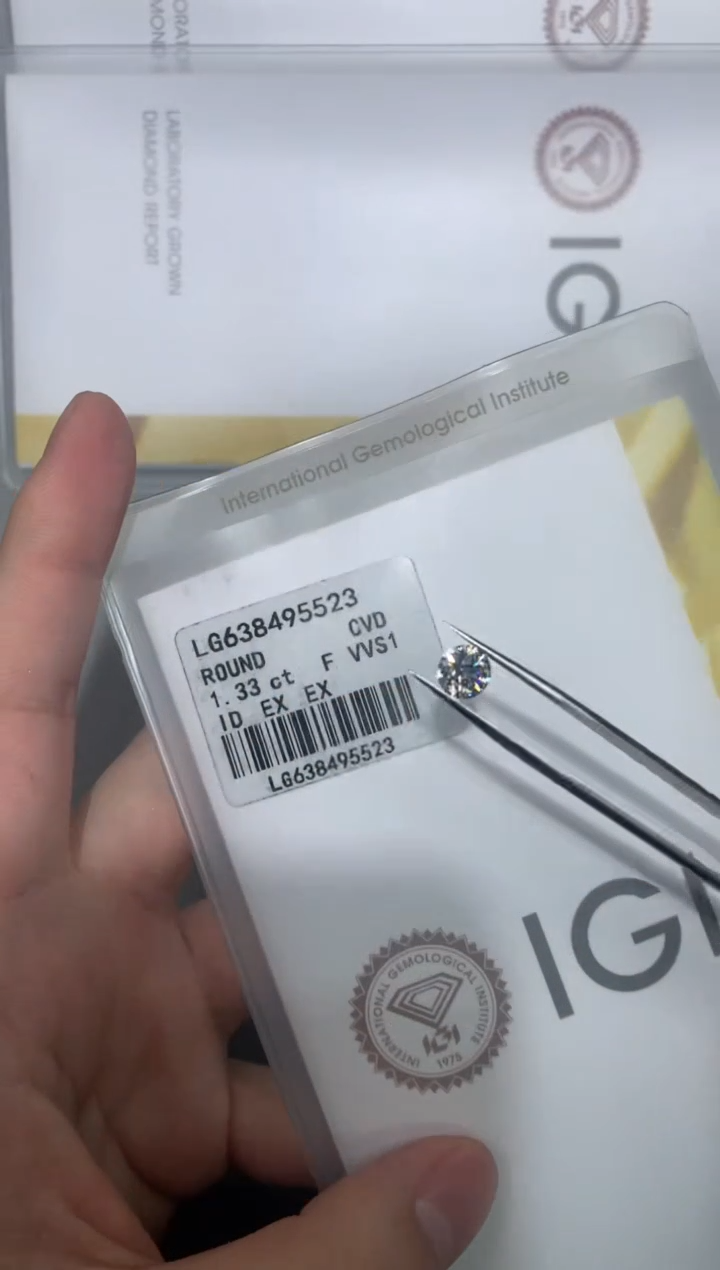 LABORATORY GROWN
DIAMOND REPORT
IG
International Gemological Institute
LG638495523
CVD
ROUND
1.33 ct F VVS1
ID EX EX
LG638495523
IGI
INTERNATIONAL GEMOLOGICAL INSTITUTE
IGI
1975